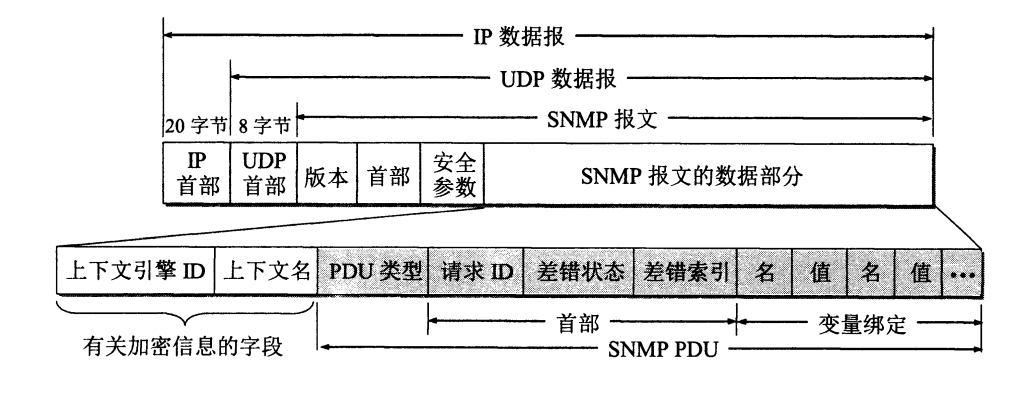 IP 数据报
UDP 数据报
20 字节 8 字节 SNMP 报文
IP 首部
UDP 首部
版本
首部
安全参数
SNMP 报文的数据部分
上下文引擎 ID 上下文名 PDU 类型 请求 ID 差错状态 差错索引 名 值 名 值 •••
首部 变量绑定
有关加密信息的字段
SNMP PDU